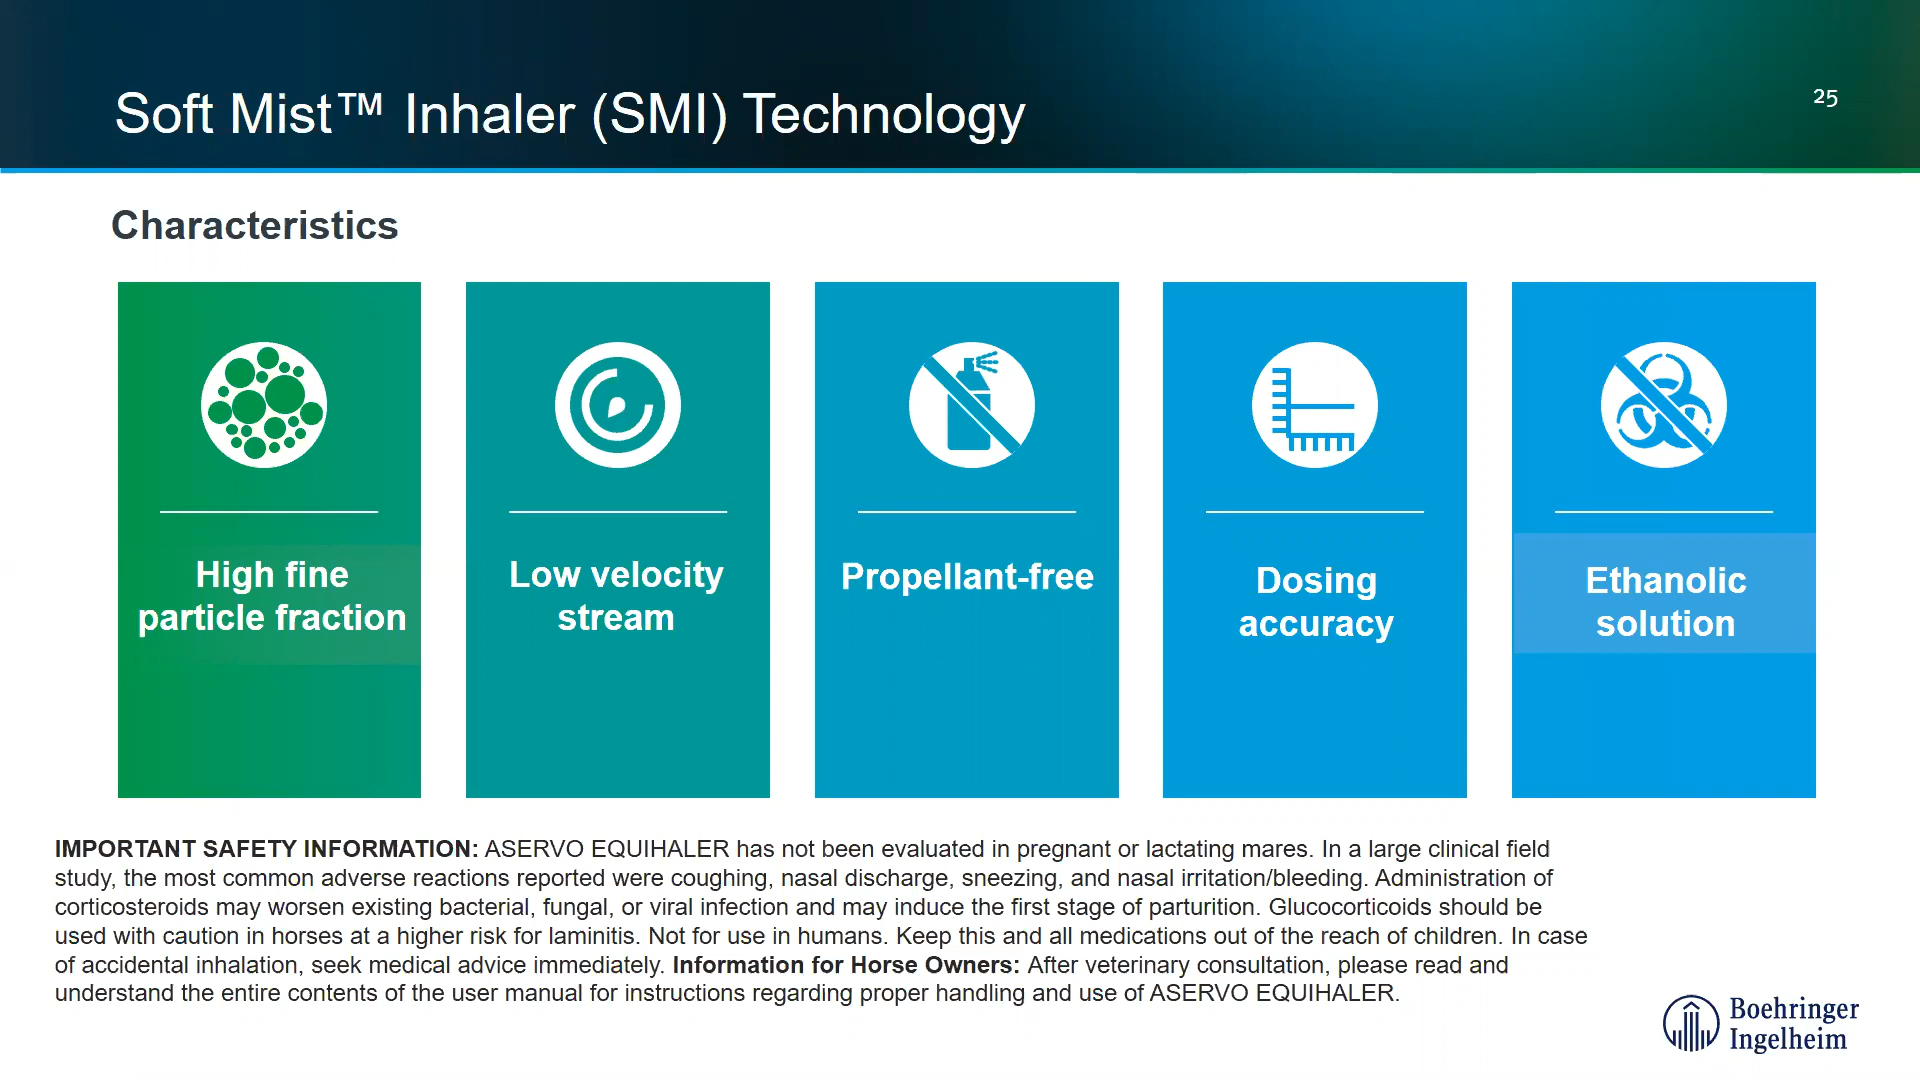 Soft Mist™ Inhaler (SMI) Technology
25
Characteristics
High fine
particle fraction
Low velocity
stream
Propellant-free
Dosing
accuracy
Ethanolic
solution
IMPORTANT SAFETY INFORMATION: ASERVO EQUIHALER has not been evaluated in pregnant or lactating mares. In a large clinical field
study, the most common adverse reactions reported were coughing, nasal discharge, sneezing, and nasal irritation/bleeding. Administration of
corticosteroids may worsen existing bacterial, fungal, or viral infection and may induce the first stage of parturition. Glucocorticoids should be
used with caution in horses at a higher risk for laminitis. Not for use in humans. Keep this and all medications out of the reach of children. In case
of accidental inhalation, seek medical advice immediately. Information for Horse Owners: After veterinary consultation, please read and
understand the entire contents of the user manual for instructions regarding proper handling and use of ASERVO EQUIHALER.
Boehringer
Ingelheim